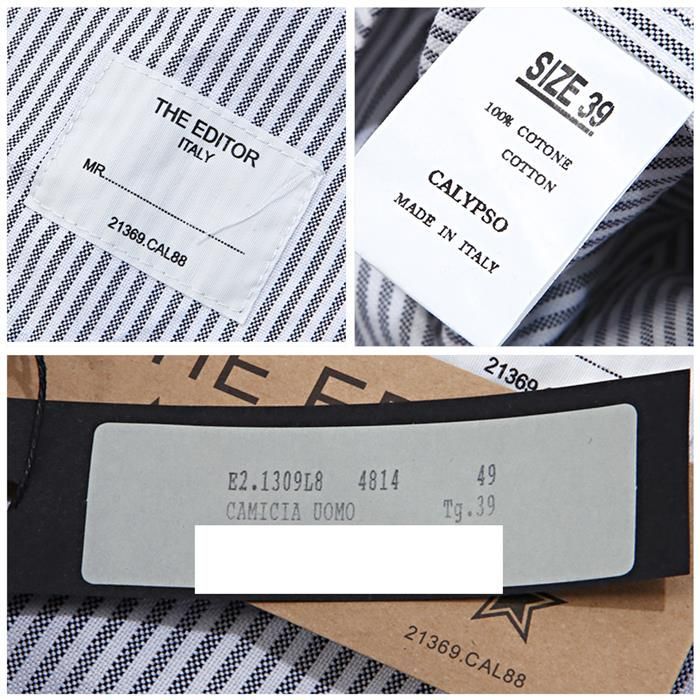 THE EDITOR
ITALY
MR.............................................
21369.CAL88
SIZE 39
100% COTONE
COTTON
CALYPSO
MADE IN ITALY
21369.
E2.1309L8 4814 49
CAMICIA UOMO Tg.39
21369.CAL88